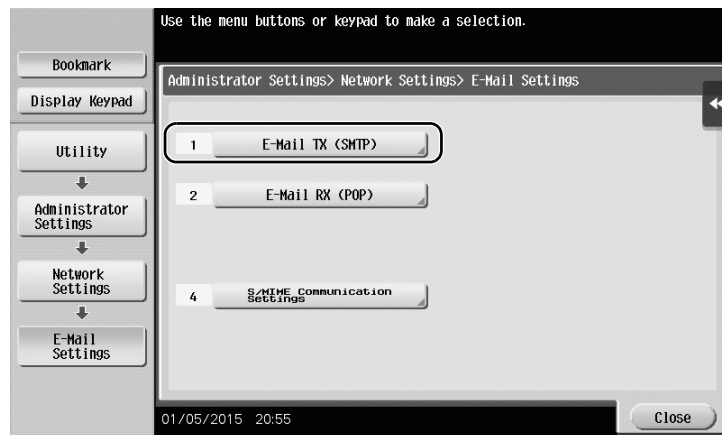 Use the menu buttons or keypad to make a selection.
Bookmark
Display Keypad
Utility
Administrator
Settings
Network
Settings
E-Mail
Settings
Administrator Settings> Network Settings> E-Mail Settings
1 E-Mail TX (SMTP)
2 E-Mail RX (POP)
4 S/MIME Communication
Settings
01/05/2015 20:55
Close